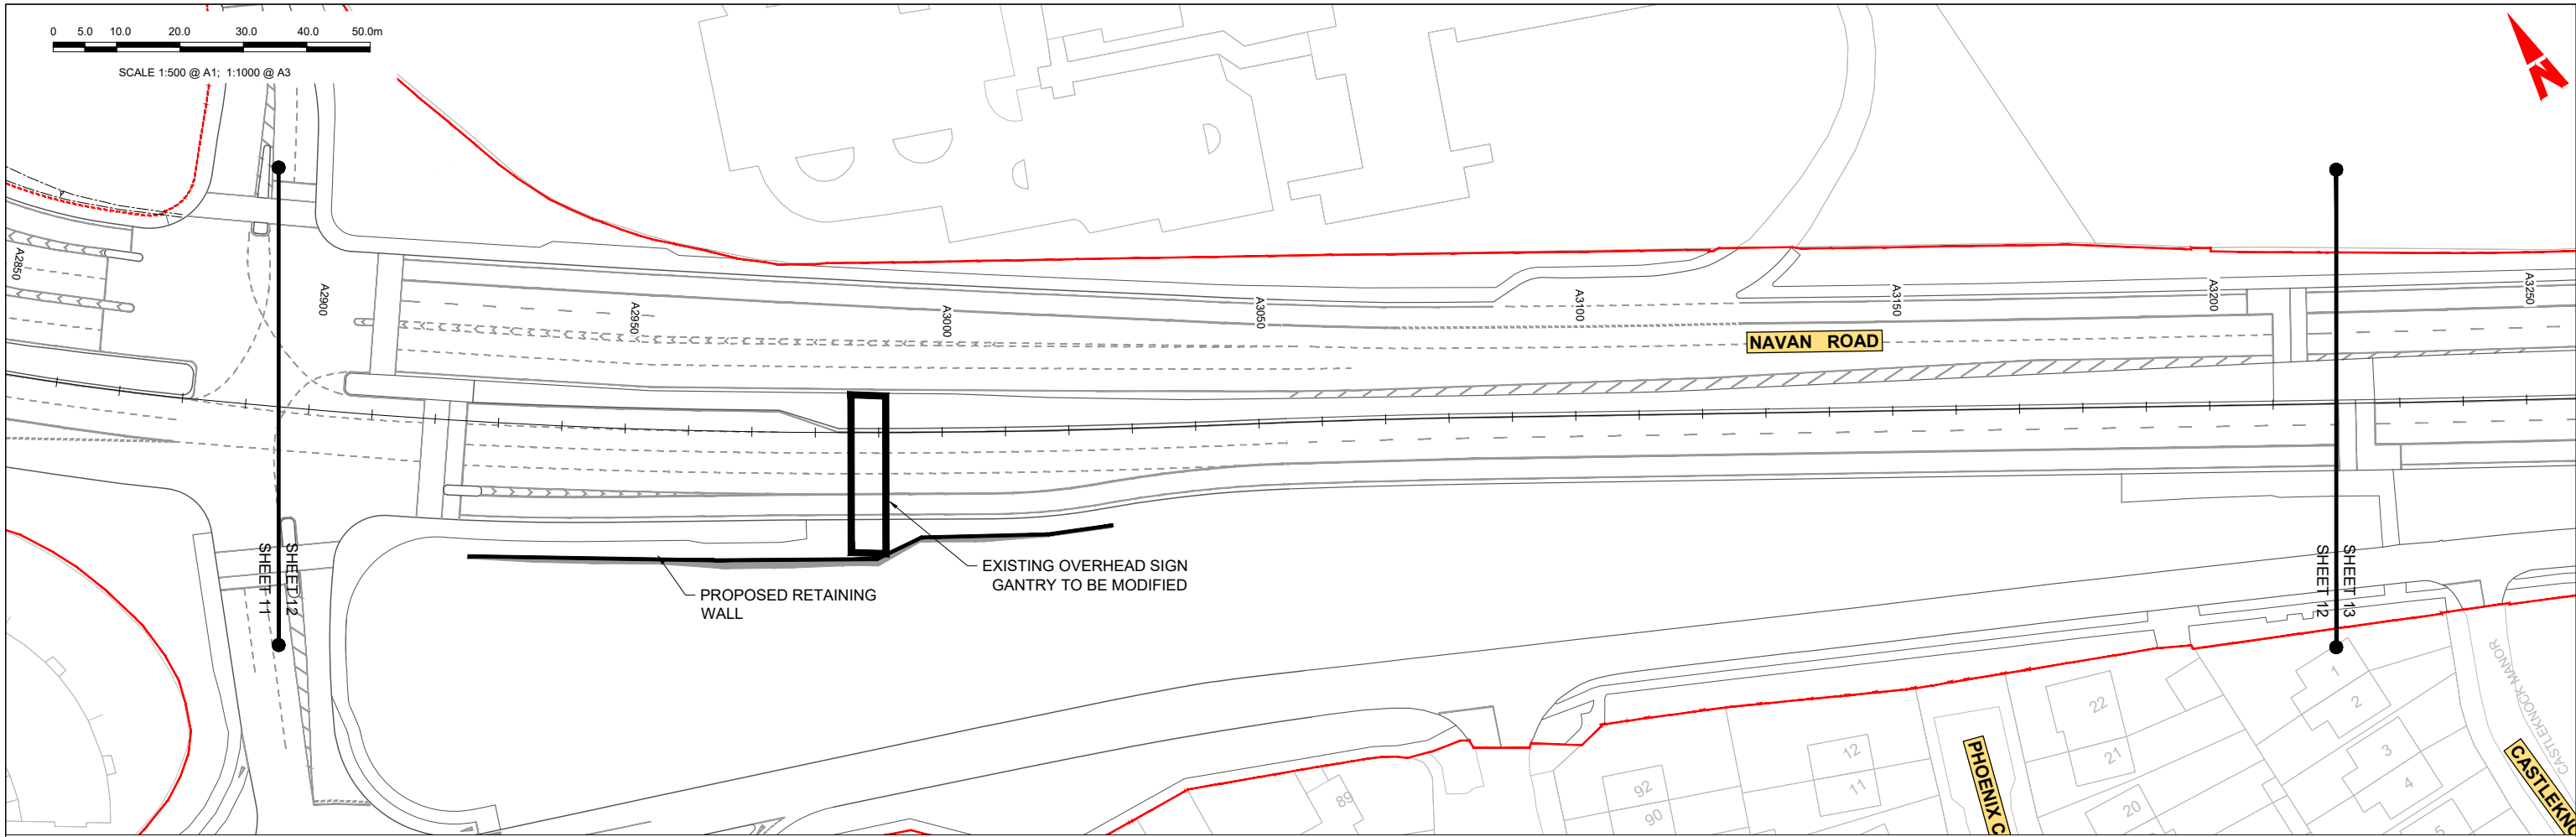 0 5.0 10.0 20.0 30.0 40.0 50.0m
SCALE 1:500 @ A1; 1:1000 @ A3
N
A2850
A2900
A2950
A3000
A3050
A3100
A3150
A3200
A3250
NAVAN ROAD
SHEET 12
SHEET 11
PROPOSED RETAINING
WALL
EXISTING OVERHEAD SIGN
GANTRY TO BE MODIFIED
SHEET 13
SHEET 12
CASTLEKNOCK MANOR
1
2
3
4
5
22
21
20
12
11
92
90
89
PHOENIX C
CASTLEKN